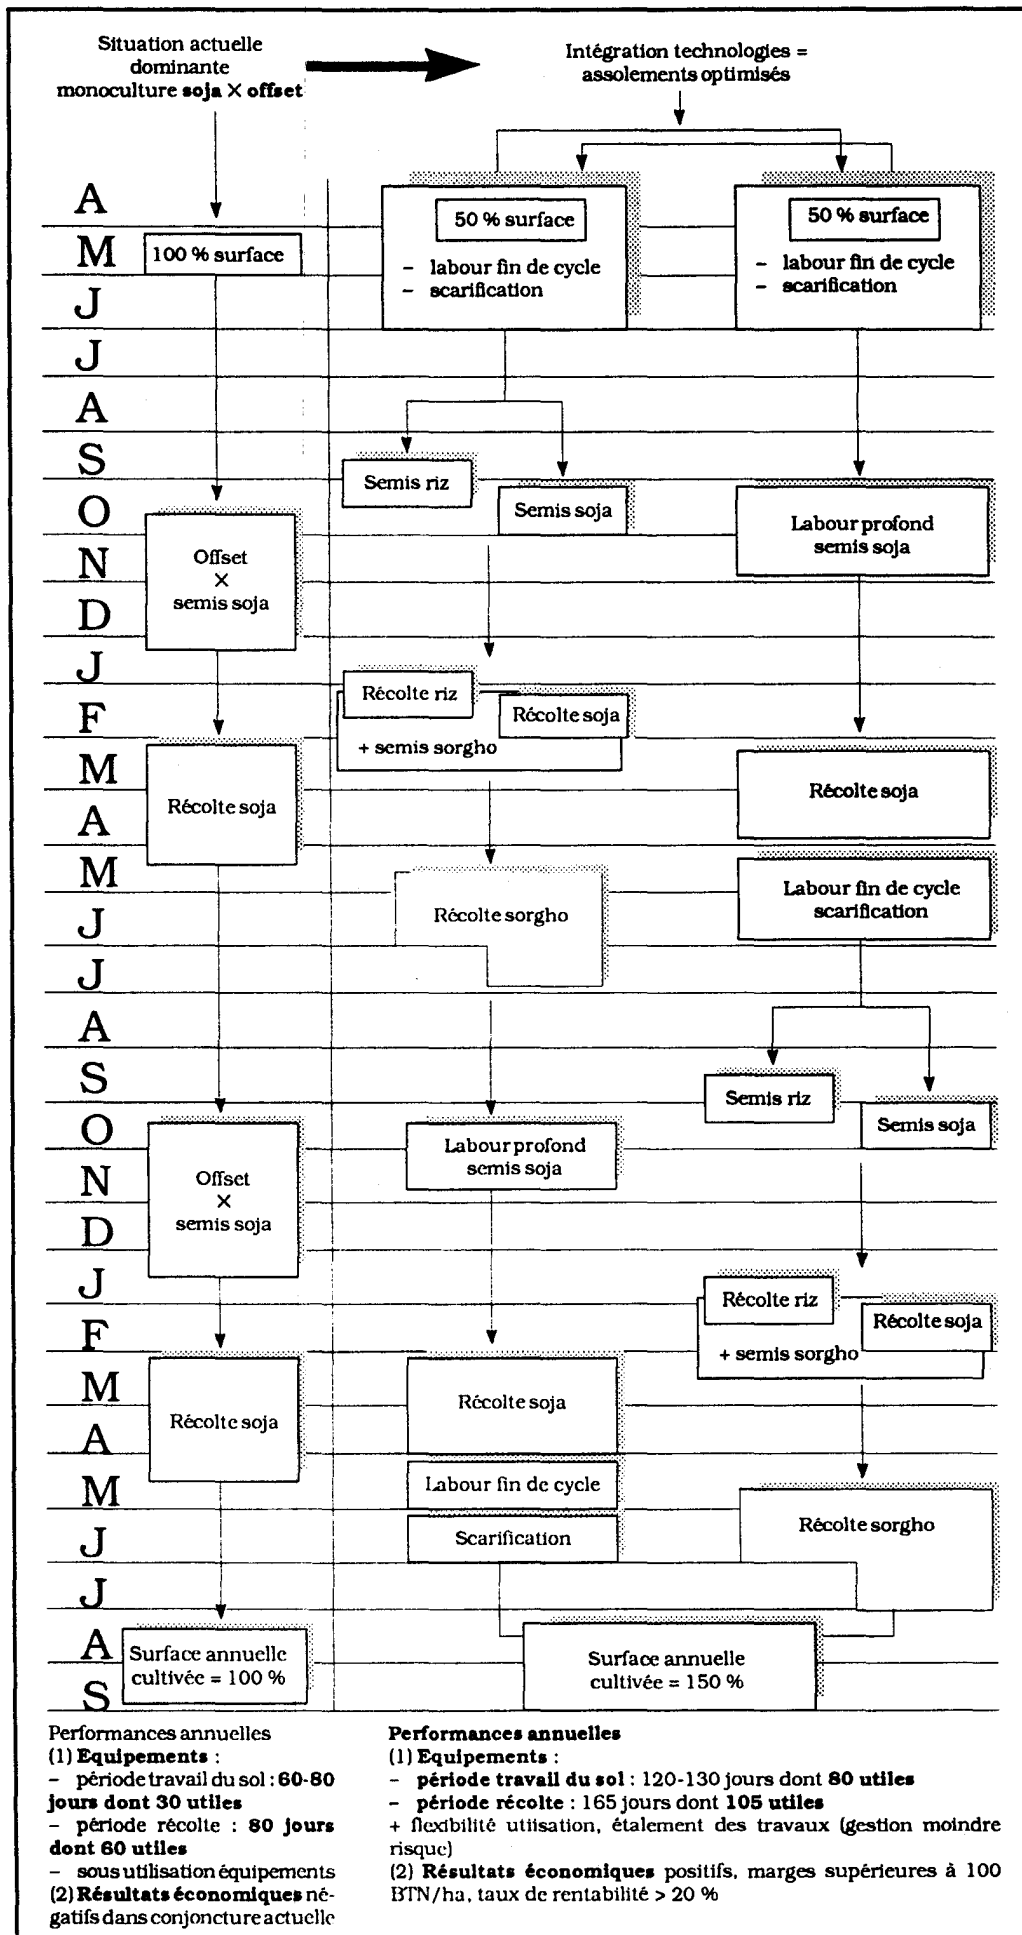 Situation actuelle
dominante
monoculture soja × offset
Intégration technologies =
assolements optimisés
A
M
J
J
A
S
O
N
D
J
F
M
A
M
J
J
A
S
O
N
D
J
F
M
A
M
J
J
A
S
100 % surface
Offset
×
semis soja
Récolte soja
Offset
×
semis soja
Récolte soja
Surface annuelle
cultivée = 100 %
50 % surface
- labour fin de cycle
- scarification
Semis riz
Semis soja
Récolte riz
Récolte soja
+ semis sorgho
Récolte sorgho
Labour profond
semis soja
Récolte soja
Labour fin de cycle
Scarification
50 % surface
- labour fin de cycle
- scarification
Labour profond
semis soja
Récolte soja
Labour fin de cycle
scarification
Semis riz
Semis soja
Récolte riz
Récolte soja
+ semis sorgho
Récolte sorgho
Surface annuelle
cultivée = 150 %
Performances annuelles
(1) Equipements :
- période travail du sol : 60-80
jours dont 30 utiles
- période récolte : 80 jours
dont 60 utiles
- sous utilisation équipements
(2) Résultats économiques né-
gatifs dans conjoncture actuelle
Performances annuelles
(1) Equipements :
- période travail du sol : 120-130 jours dont 80 utiles
- période récolte : 165 jours dont 105 utiles
+ flexibilité utiisation, étalement des travaux (gestion moindre
risque)
(2) Résultats économiques positifs, marges supérieures à 100
BTN/ha, taux de rentabilité > 20 %